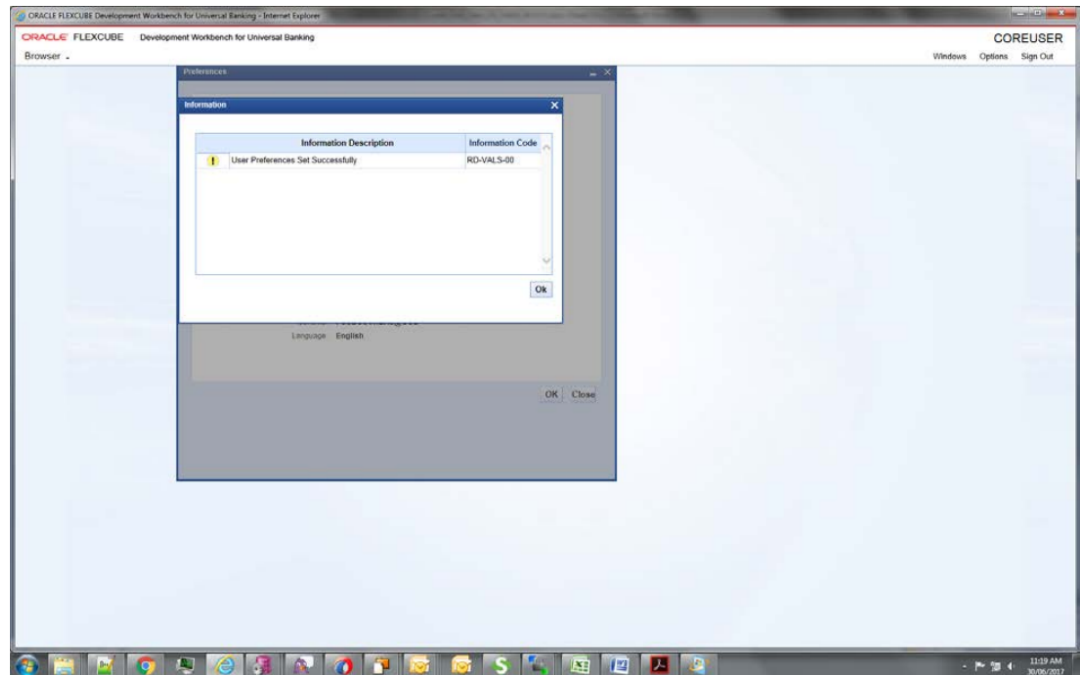 ORACLE FLEXCUBE Development Workbench for Universal Banking - Internet Explorer
ORACLE FLEXCUBE Development Workbench for Universal Banking COREUSER
Browser Windows Options Sign Out
Preferences
Information
Information Description Information Code
User Preferences Set Successfully RD-VALS-00
Ok
Language English
OK Close
11:19 AM
30/06/2017